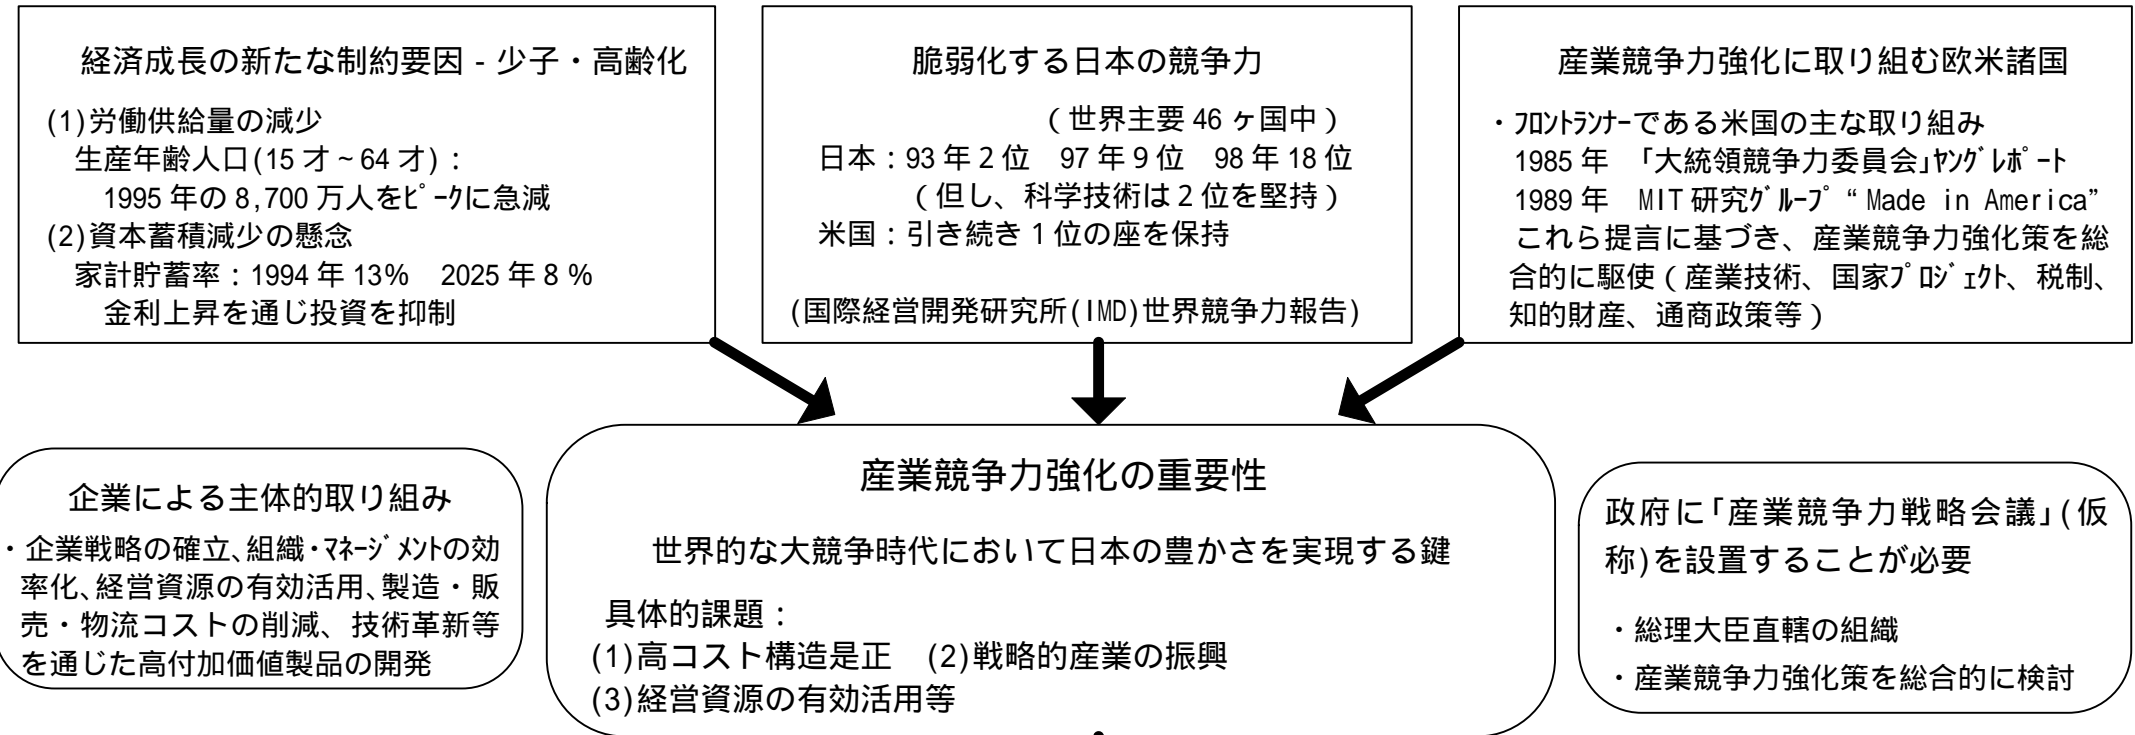 経済成長の新たな制約要因 - 少子・高齢化
(1)労働供給量の減少
生産年齢人口(15才~64才)：
1995年の8,700万人をﾋﾟｰｸに急減
(2)資本蓄積減少の懸念
家計貯蓄率：1994年13%　2025年8％
金利上昇を通じ投資を抑制
脆弱化する日本の競争力
（世界主要46ヶ国中）
日本：93年2位　97年9位　98年18位
（但し、科学技術は2位を堅持）
米国：引き続き1位の座を保持
(国際経営開発研究所(IMD)世界競争力報告)
産業競争力強化に取り組む欧米諸国
・ﾌﾛﾝﾄﾗﾝﾅｰである米国の主な取り組み
1985年　「大統領競争力委員会」ﾔﾝｸﾞﾚﾎﾟｰﾄ
1989年　MIT研究ｸﾞﾙｰﾌﾟ“Made in America”
これら提言に基づき、産業競争力強化策を総
合的に駆使（産業技術、国家ﾌﾟﾛｼﾞｪｸﾄ、税制、
知的財産、通商政策等）
企業による主体的取り組み
・企業戦略の確立、組織・ﾏﾈｰｼﾞﾒﾝﾄの効
率化、経営資源の有効活用、製造・販
売・物流コストの削減、技術革新等
を通じた高付加価値製品の開発
産業競争力強化の重要性
世界的な大競争時代において日本の豊かさを実現する鍵
具体的課題：
(1)高コスト構造是正　(2)戦略的産業の振興
(3)経営資源の有効活用等
政府に「産業競争力戦略会議」(仮
称)を設置することが必要
・総理大臣直轄の組織
・産業競争力強化策を総合的に検討